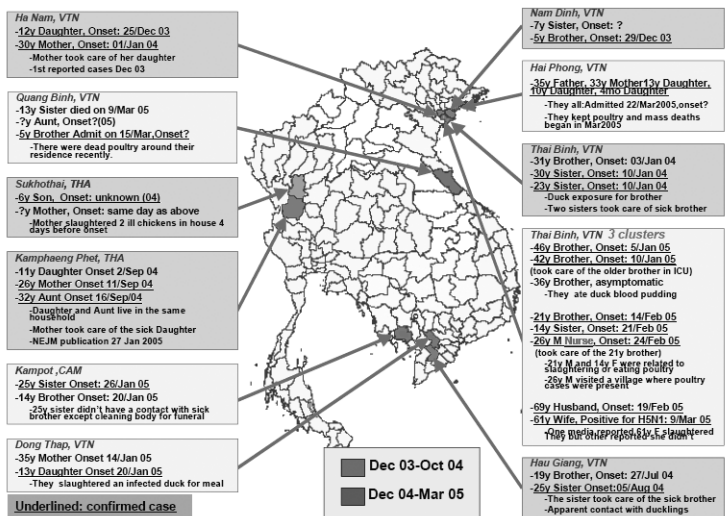 Ha Nam, VTN
-12y Daughter, Onset: 25/Dec 03
-30y Mother, Onset: 01/Jan 04
-Mother took care of her daughter
-1st reported cases Dec 03
Quang Binh, VTN
-13y Sister died on 9/Mar 05
-?y Aunt, Onset?(05)
-5y Brother Admit on 15/Mar,Onset?
-There were dead poultry around their
residence recently.
Sukhothai, THA
-6y Son, Onset: unknown (04)
-?y Mother, Onset: same day as above
-Mother slaughtered 2 ill chickens in house 4
days before onset
Kamphaeng Phet, THA
-11y Daughter Onset 2/Sep 04
-26y Mother Onset 11/Sep 04
-32y Aunt Onset 16/Sep/04
-Daughter and Aunt live in the same
household
-Mother took care of the sick Daughter
-NEJM publication 27 Jan 2005
Kampot ,CAM
-25y Sister Onset: 26/Jan 05
-14y Brother Onset: 20/Jan 05
-25y sister didn't have a contact with sick
brother except cleaning body for funeral
Dong Thap, VTN
-35y Mother Onset 14/Jan 05
-13y Daughter Onset 20/Jan 05
-They slaughtered an infected duck for meal
Underlined: confirmed case
Dec 03-Oct 04
Dec 04-Mar 05
Nam Dinh, VTN
-7y Sister, Onset: ?
-5y Brother, Onset: 29/Dec 03
Hai Phong, VTN
-35y Father, 33y Mother13y Daughter,
10y Daughter, 4mo Daughter
-They all:Admitted 22/Mar2005,onset?
-They kept poultry and mass deaths
began in Mar2005
Thai Binh, VTN
-31y Brother, Onset: 03/Jan 04
-30y Sister, Onset: 10/Jan 04
-23y Sister, Onset: 10/Jan 04
-Duck exposure for brother
-Two sisters took care of sick brother
Thai Binh, VTN 3 clusters
-46y Brother, Onset: 5/Jan 05
-42y Brother, Onset: 10/Jan 05
(took care of the older brother in ICU)
-36y Brother, asymptomatic
-They ate duck blood pudding
-21y Brother, Onset: 14/Feb 05
-14y Sister, Onset: 21/Feb 05
-26y M Nurse, Onset: 24/Feb 05
(took care of the 21y brother)
-21y M and 14y F were related to
slaughtering or eating poultry
-26y M visited a village where poultry
cases were present
-69y Husband, Onset: 19/Feb 05
-61y Wife, Positive for H5N1: 9/Mar 05
-One media reported 61y F slaughtered
They but other reported she didn't
Hau Giang, VTN
-19y Brother, Onset: 27/Jul 04
-25y Sister Onset:05/Aug 04
-The sister took care of the sick brother
-Apparent contact with ducklings